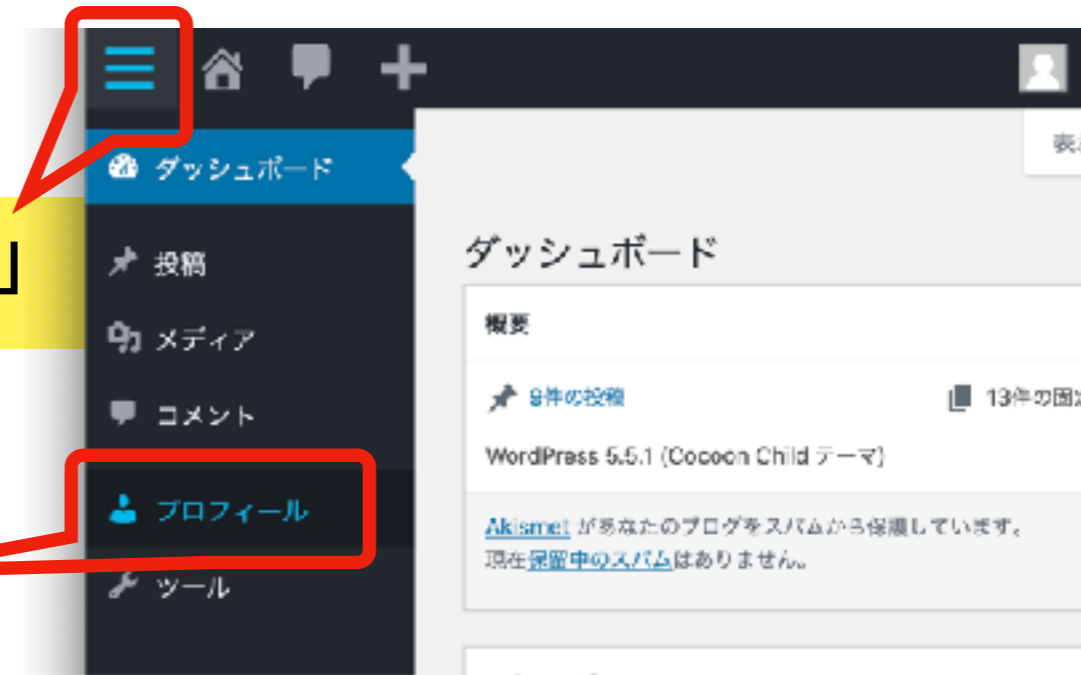 表
ダッシュボード
」
投稿
メディア
コメント
プロフィール
ツール
ダッシュボード
概要
9件の投稿
13件の固
WordPress 5.5.1 (Cocoon Child テーマ)
Akismet があなたのブログをスパムから保護しています。
現在保留中のスパムはありません。